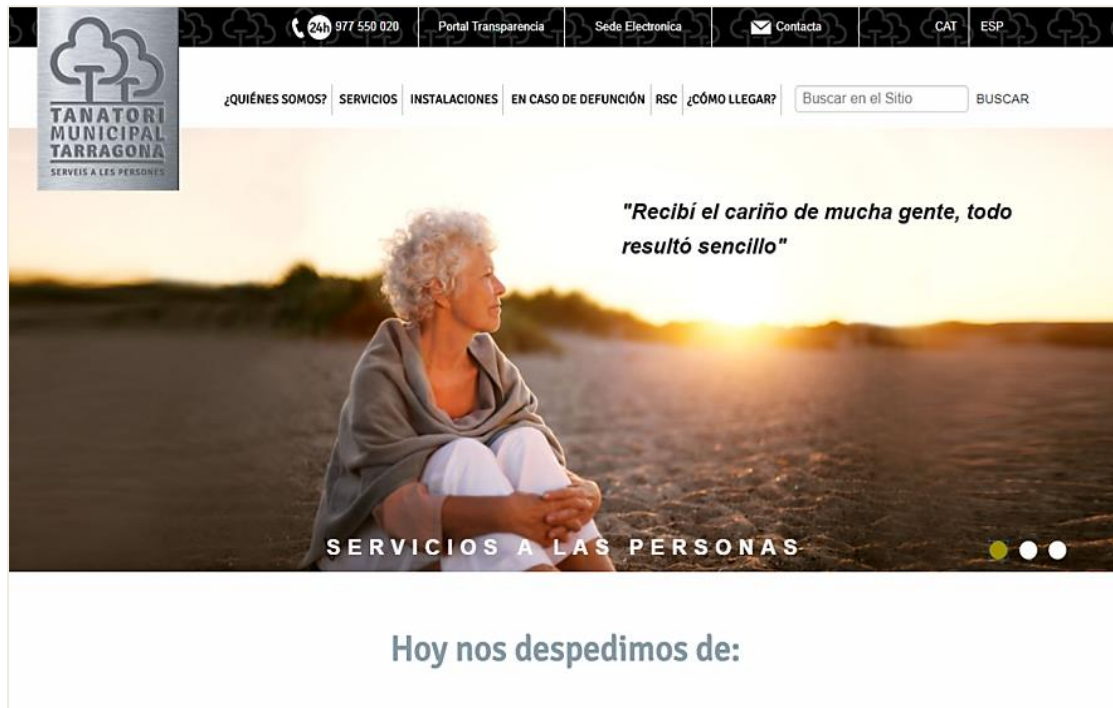 24h 977 550 020
Portal Transparencia
Sede Electronica
Contacta
CAT
ESP
TANATORI
MUNICIPAL
TARRAGONA
SERVEIS A LES PERSONES
¿QUIÉNES SOMOS?
SERVICIOS
INSTALACIONES
EN CASO DE DEFUNCIÓN
RSC
¿CÓMO LLEGAR?
Buscar en el Sitio
BUSCAR
"Recibí el cariño de mucha gente, todo
resultó sencillo"
SERVICIOS A LAS PERSONAS
Hoy nos despedimos de: